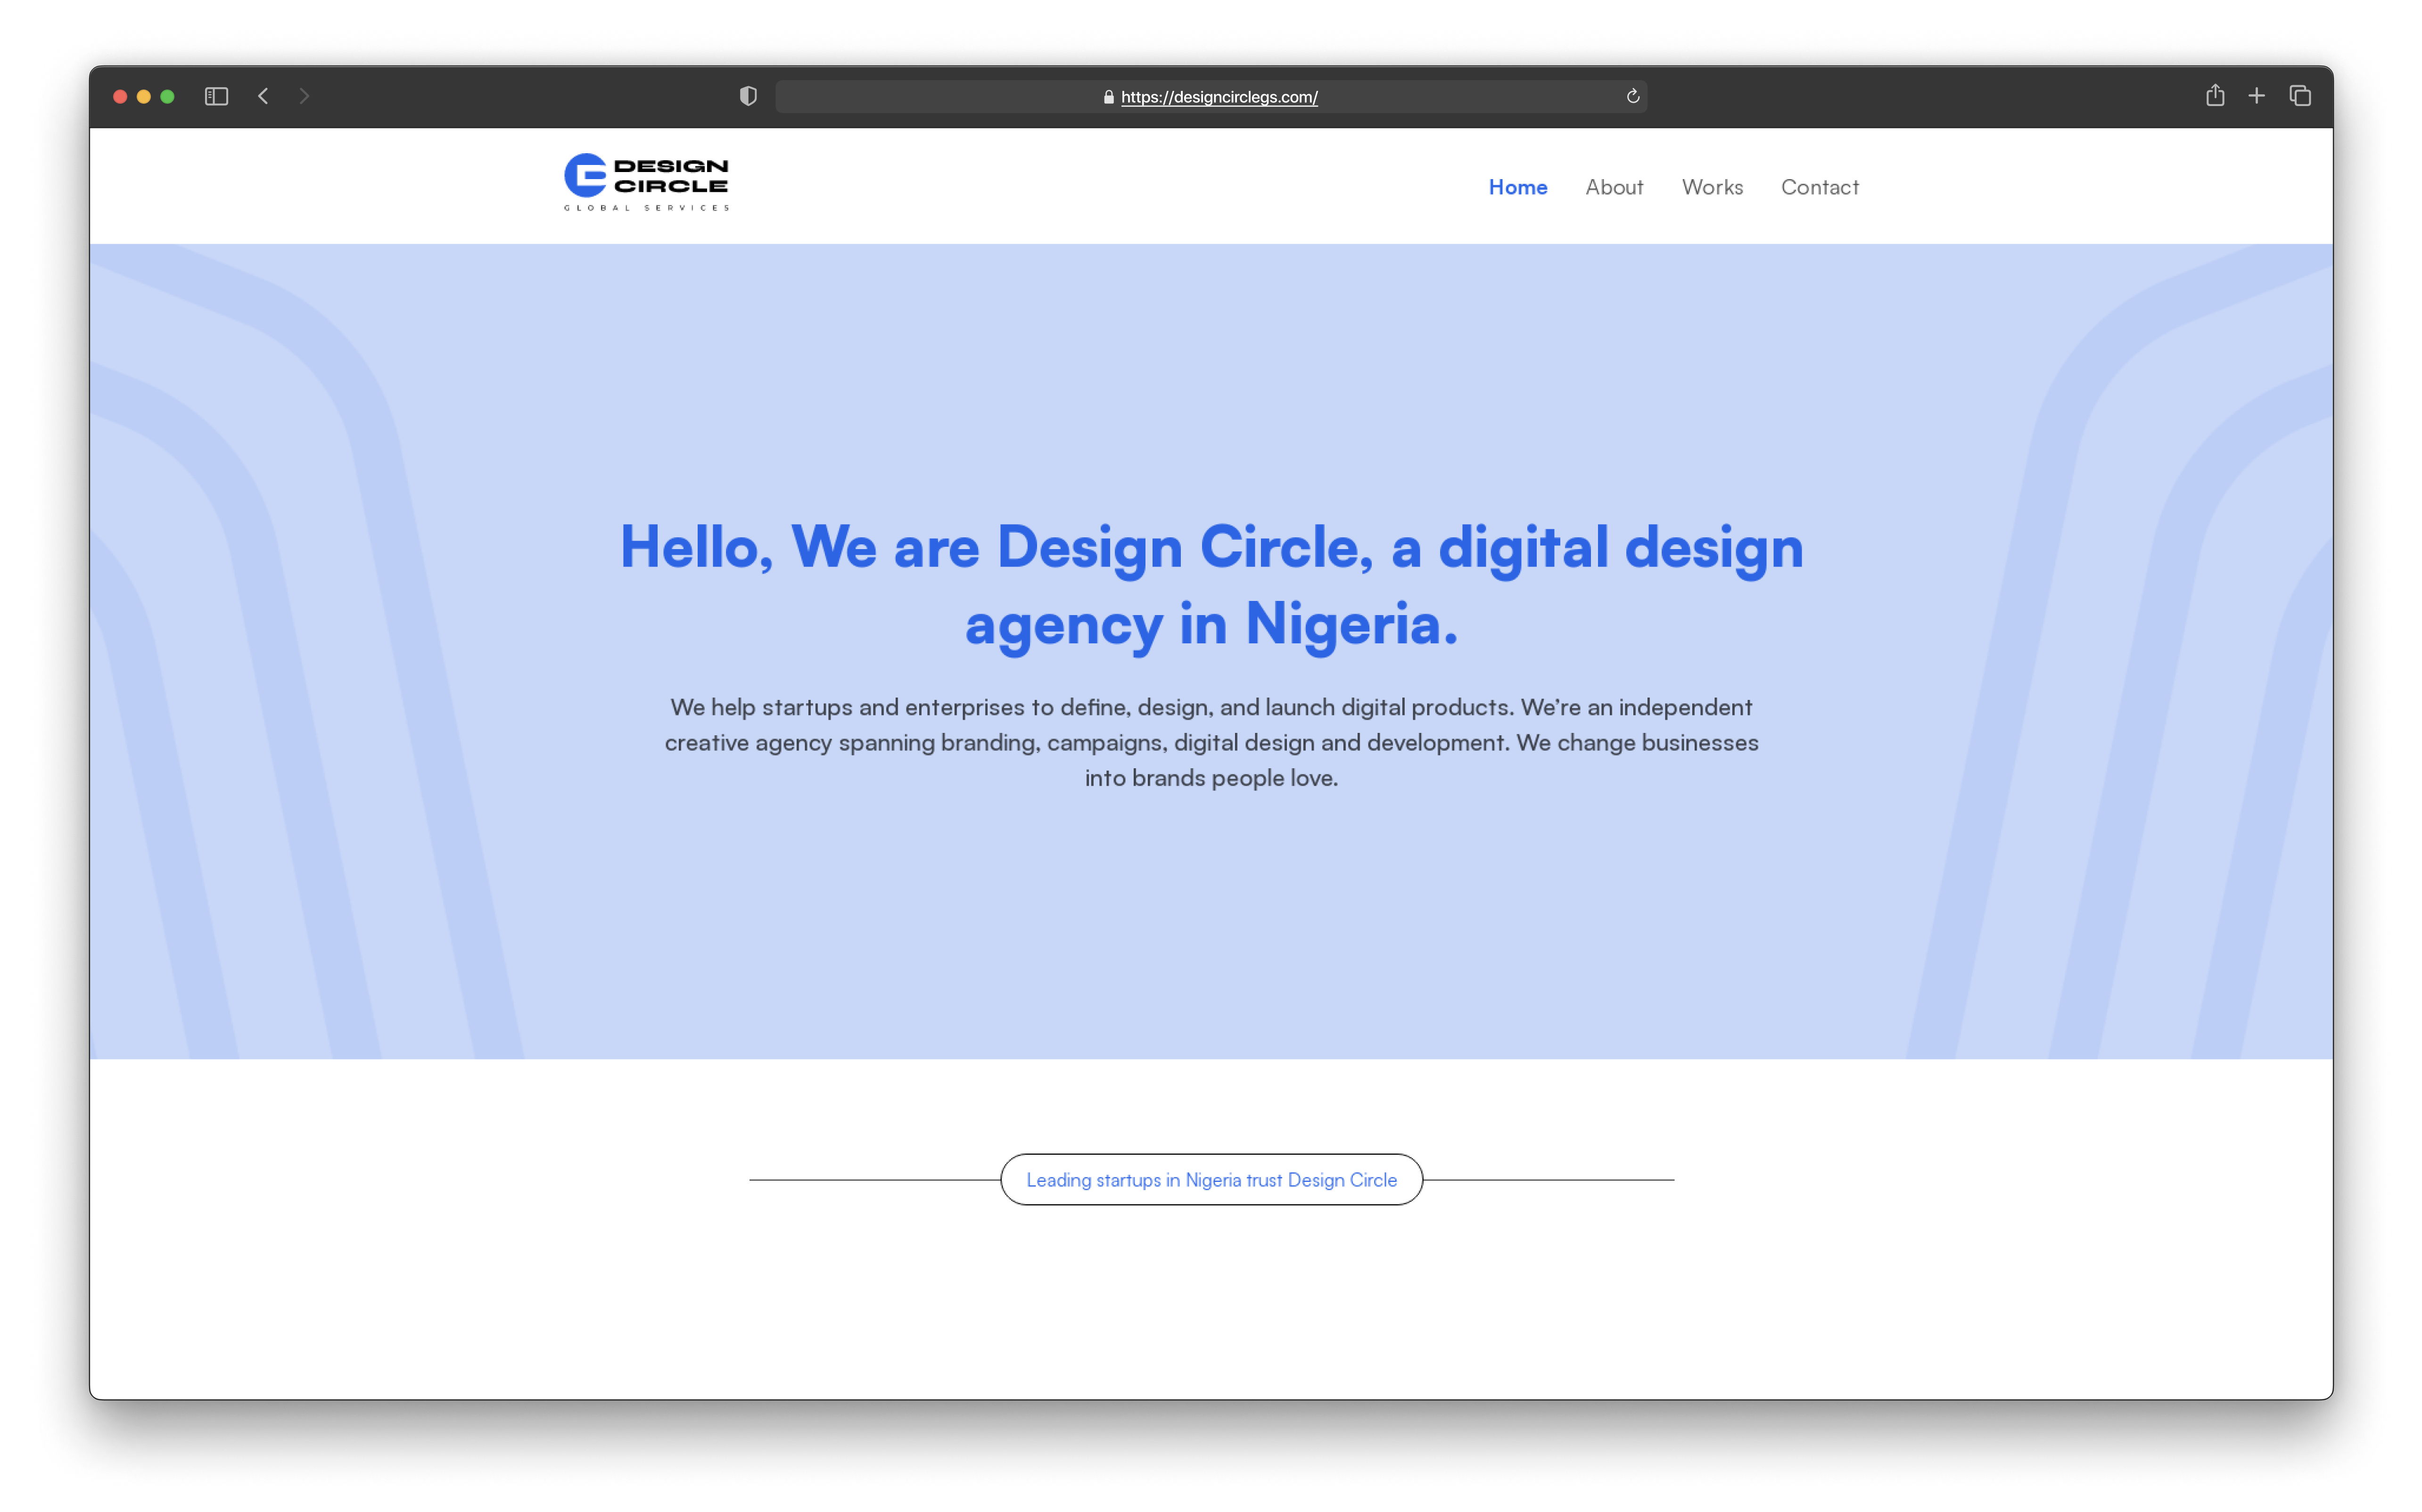 https://designcirclegs.com/
DESIGN
CIRCLE
GLOBAL SERVICES
Home About Works Contact
Hello, We are Design Circle, a digital design
agency in Nigeria.
We help startups and enterprises to define, design, and launch digital products. We’re an independent
creative agency spanning branding, campaigns, digital design and development. We change businesses
into brands people love.
Leading startups in Nigeria trust Design Circle